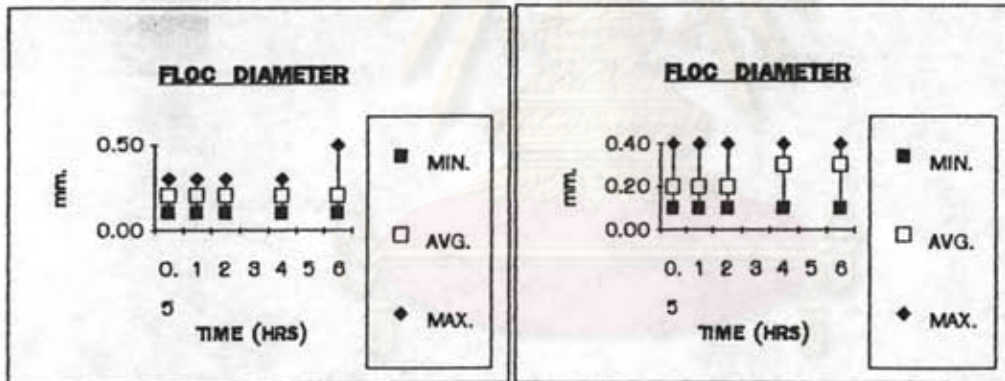 FLOC DIAMETER
0.50
0.00
mm.
0. 1 2 3 4 5 6
5
TIME (HRS)
MIN.
AVG.
MAX.
FLOC DIAMETER
0.40
0.20
0.00
mm.
0. 1 2 3 4 5 6
5
TIME (HRS)
MIN.
AVG.
MAX.